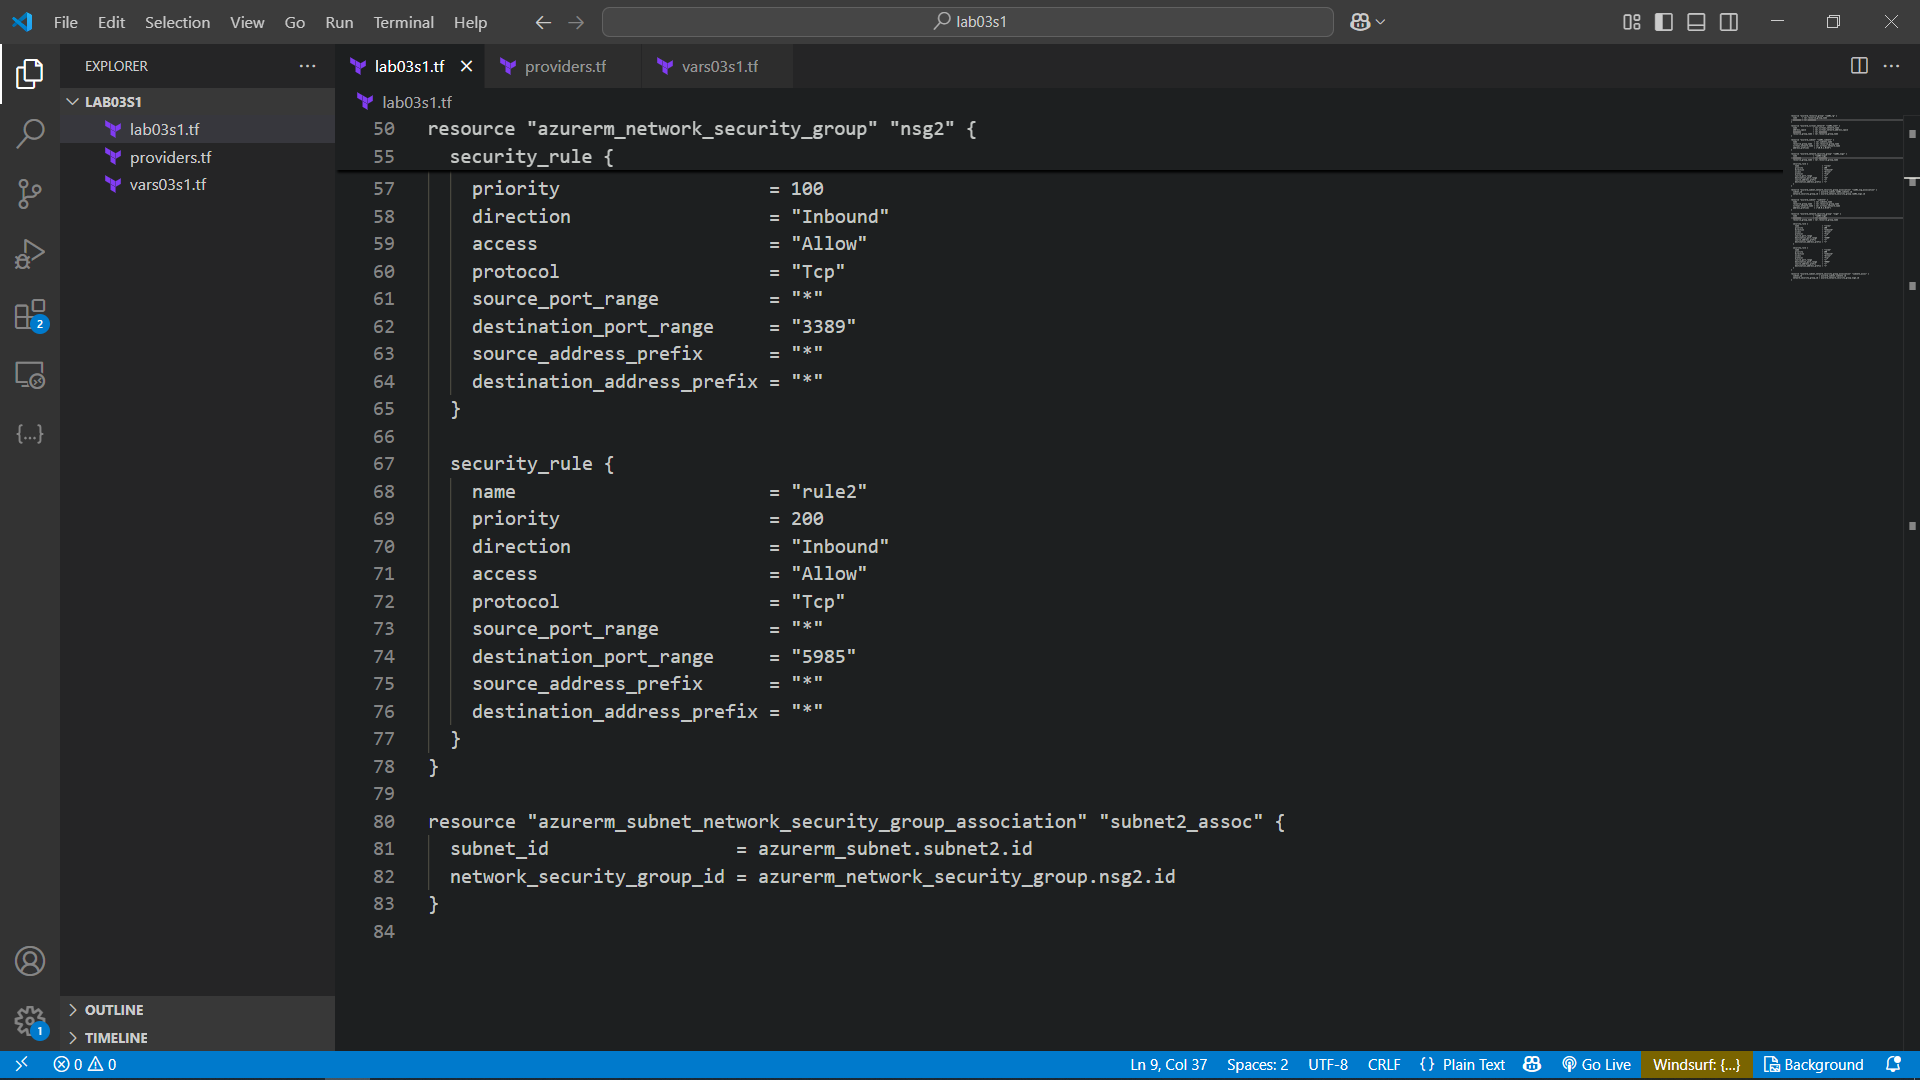 File Edit Selection View Go Run Terminal Help
lab03s1
EXPLORER
LAB03S1
lab03s1.tf
providers.tf
vars03s1.tf
OUTLINE
TIMELINE
2
1
lab03s1.tf providers.tf vars03s1.tf
lab03s1.tf
50 resource "azurerm_network_security_group" "nsg2" {
55 security_rule {
57 priority = 100
58 direction = "Inbound"
59 access = "Allow"
60 protocol = "Tcp"
61 source_port_range = "*"
62 destination_port_range = "3389"
63 source_address_prefix = "*"
64 destination_address_prefix = "*"
65 }
66
67 security_rule {
68 name = "rule2"
69 priority = 200
70 direction = "Inbound"
71 access = "Allow"
72 protocol = "Tcp"
73 source_port_range = "*"
74 destination_port_range = "5985"
75 source_address_prefix = "*"
76 destination_address_prefix = "*"
77 }
78 }
79
80 resource "azurerm_subnet_network_security_group_association" "subnet2_assoc" {
81 subnet_id = azurerm_subnet.subnet2.id
82 network_security_group_id = azurerm_network_security_group.nsg2.id
83 }
84
0 0 Ln 9, Col 37 Spaces: 2 UTF-8 CRLF {} Plain Text Go Live Windsurf: {...} Background